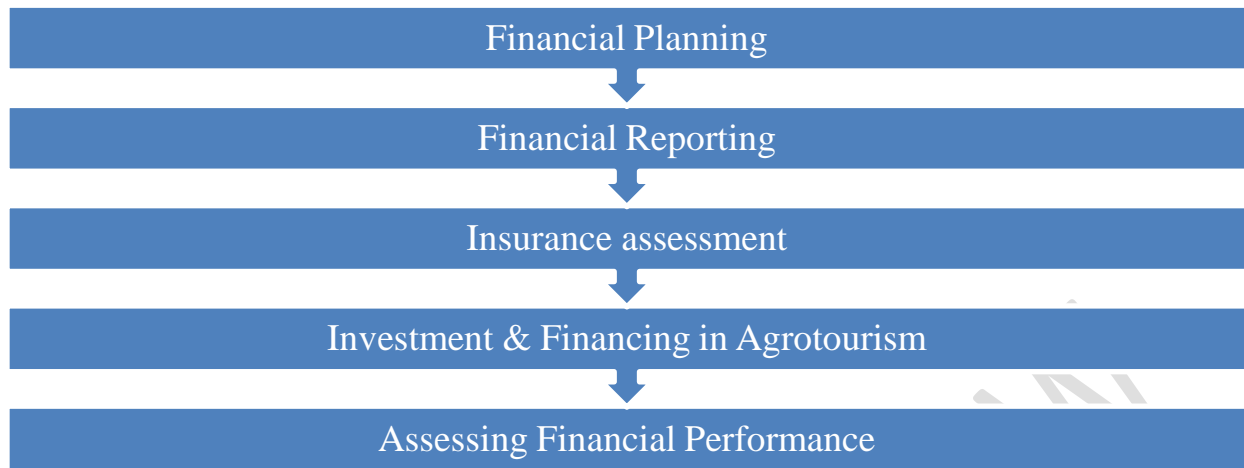 Financial Planning
Financial Reporting
Insurance assessment
Investment & Financing in Agrotourism
Assessing Financial Performance